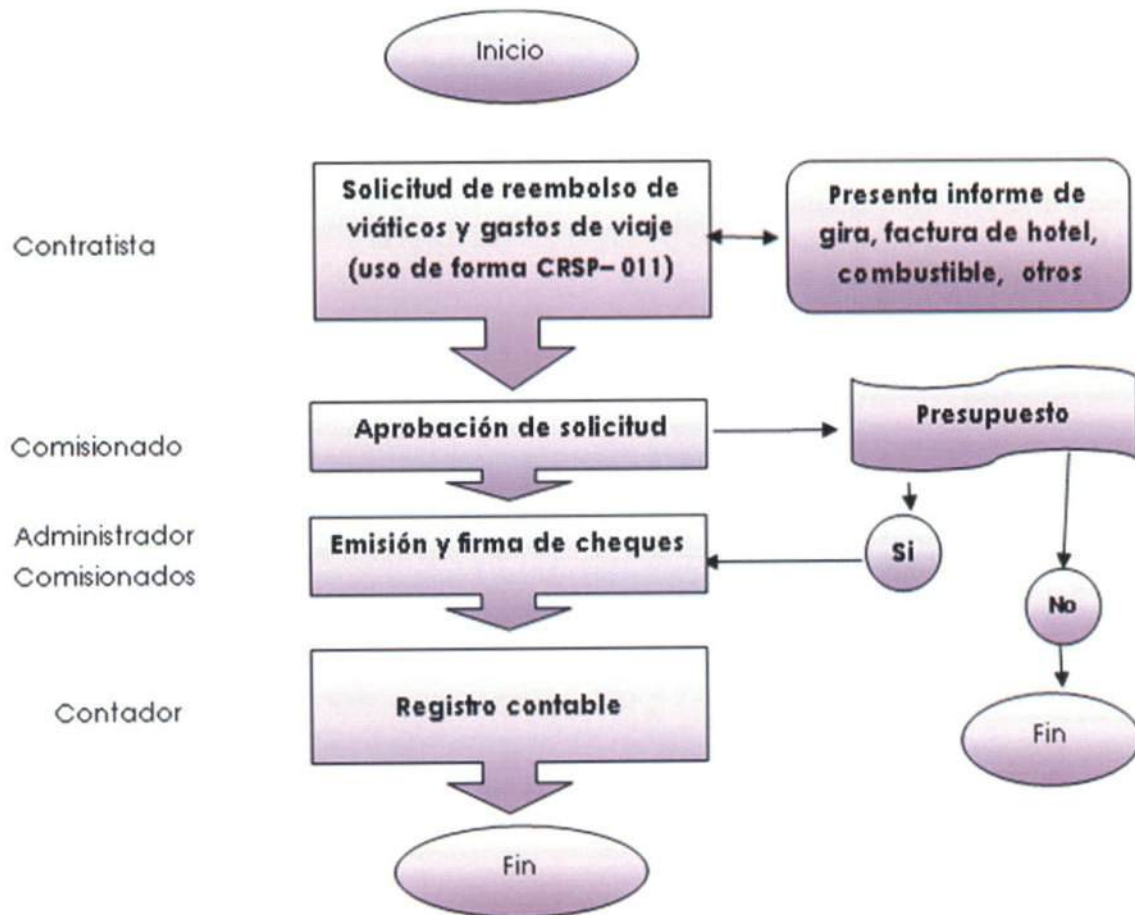 Inicio
Contratista
Solicitud de reembolso de
viáticos y gastos de viaje
(uso de forma CRSP-011)
Presenta informe de
gira, factura de hotel,
combustible, otros
Comisionado
Aprobación de solicitud
Presupuesto
Administrador
Comisionados
Emisión y firma de cheques
Si
No
Contador
Registro contable
Fin
Fin